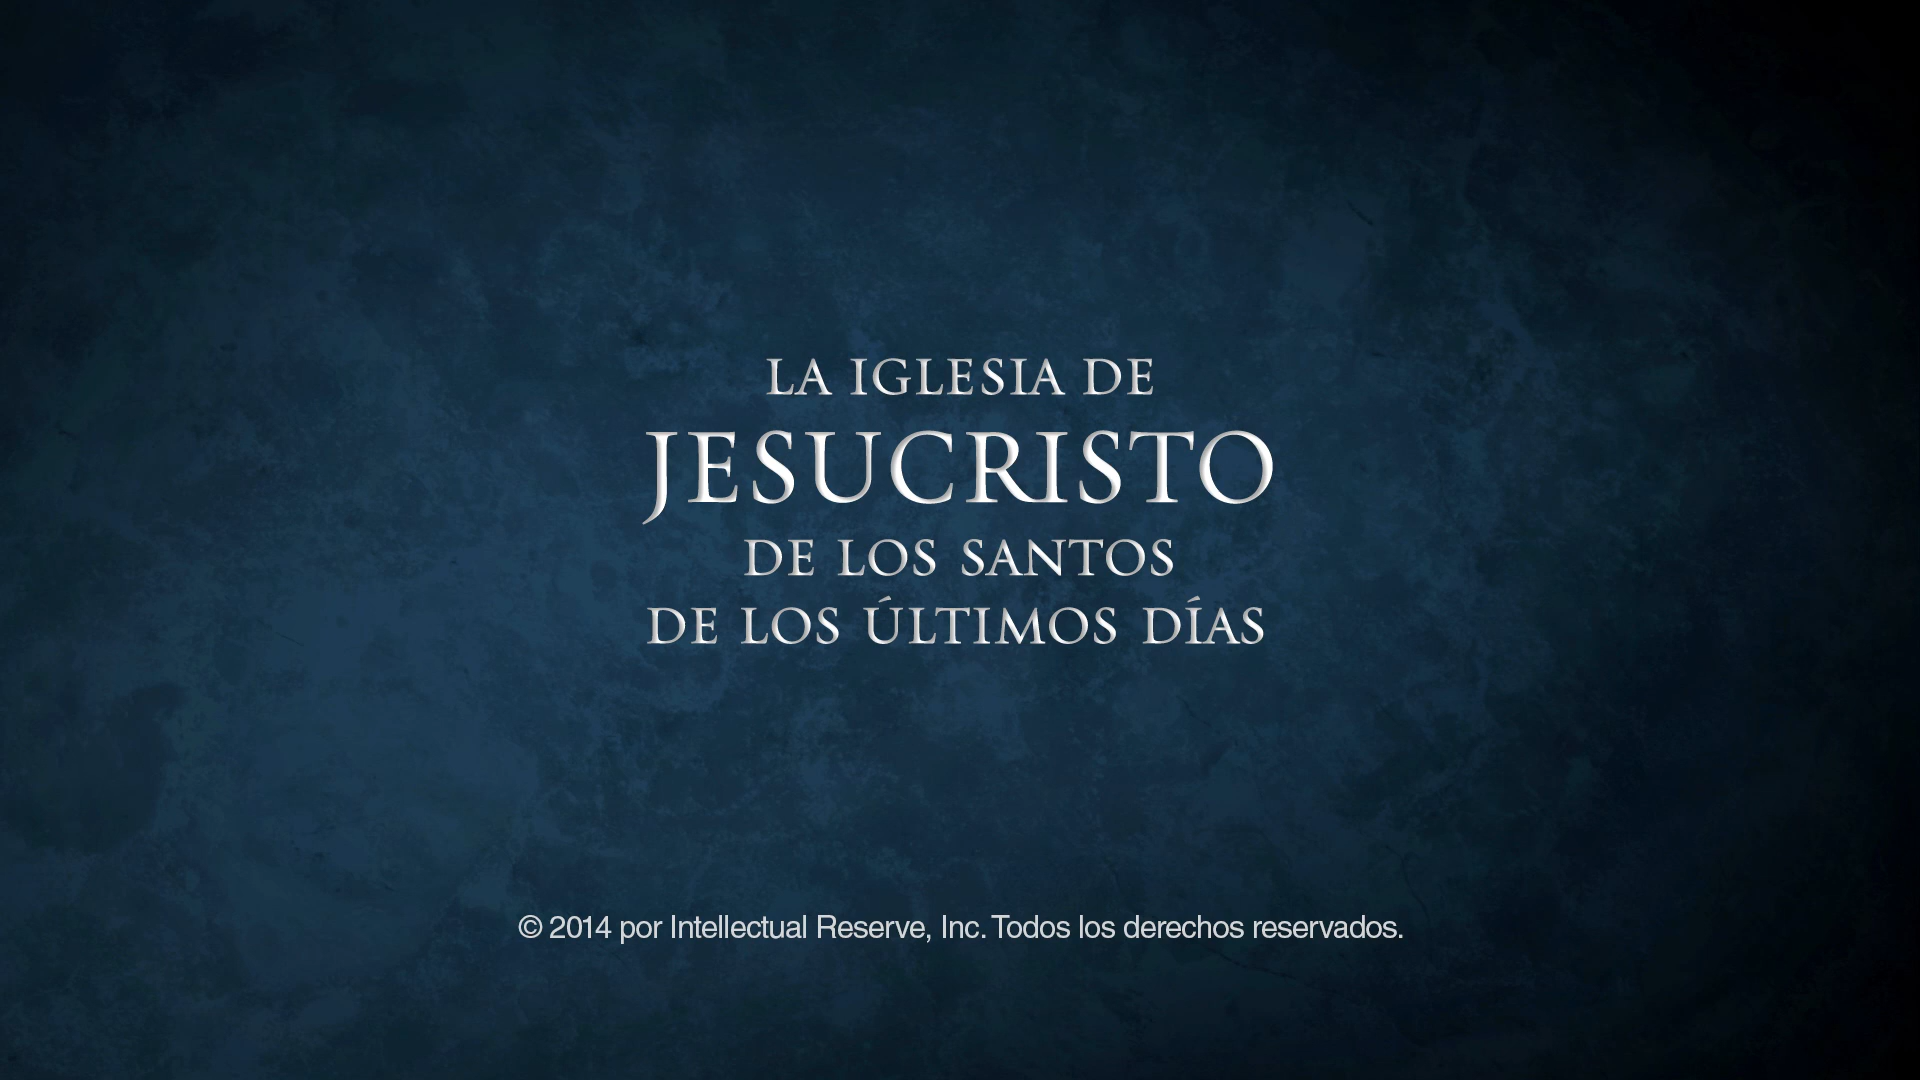 LA IGLESIA DE
JESUCRISTO
DE LOS SANTOS
DE LOS ÚLTIMOS DÍAS
© 2014 por Intellectual Reserve, Inc. Todos los derechos reservados.